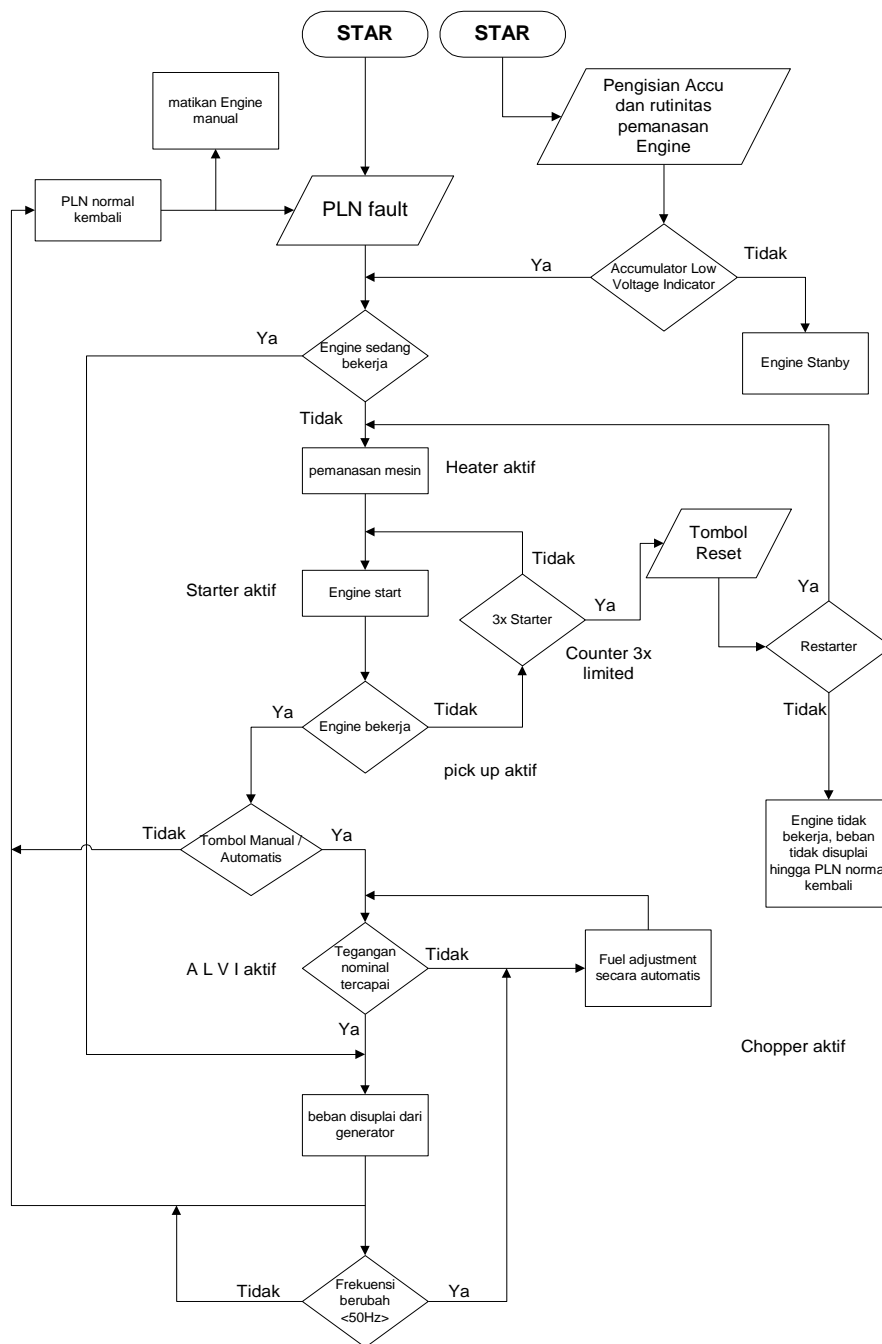 STAR
STAR
Pengisian Accu
dan rutinitas
pemanasan
Engine
matikan Engine
manual
PLN normal
kembali
PLN fault
Ya
Accumulator Low
Voltage Indicator
Tidak
Ya
Engine sedang
bekerja
Engine Stanby
Tidak
pemanasan mesin
Heater aktif
Tombol
Reset
Tidak
Starter aktif
Engine start
3x Starter
Ya
Ya
Restarter
Counter 3x
limited
Ya
Engine bekerja
Tidak
Tidak
pick up aktif
Tidak
Tombol Manual /
Automatis
Ya
Engine tidak
bekerja, beban
tidak disuplai
hingga PLN norma
kembali
A L V I aktif
Tegangan
nominal
tercapai
Tidak
Fuel adjustment
secara automatis
Ya
Chopper aktif
beban disuplai dari
generator
Tidak
Frekuensi
berubah
<50Hz>
Ya